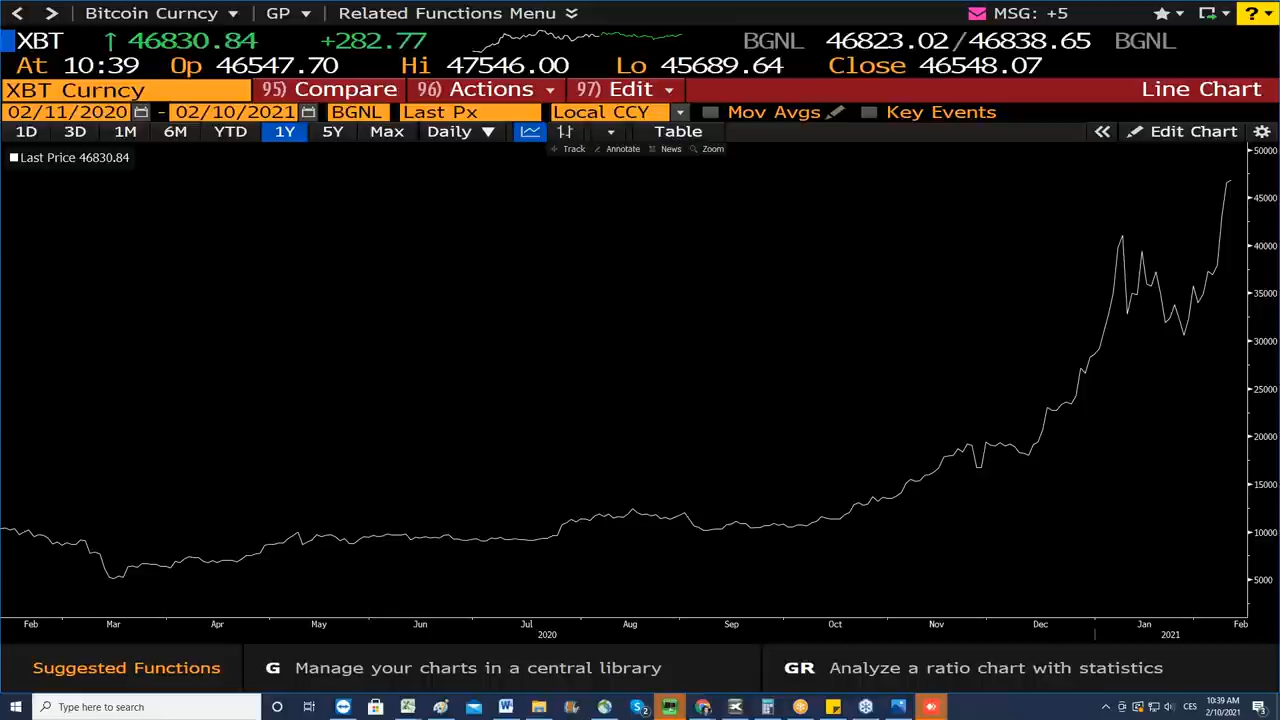 Bitcoin Curncy GP Related Functions Menu MSG: +5 ?
XBT ↑ 46830.84 +282.77 BGNL 46823.02/46838.65 BGNL
At 10:39 Op 46547.70 Hi 47546.00 Lo 45689.64 Close 46548.07
XBT Curncy 95) Compare 96) Actions 97) Edit Line Chart
02/11/2020 - 02/10/2021 BGNL Last Px Local CCY Mov Avgs Key Events
1D 3D 1M 6M YTD 1Y 5Y Max Daily ▼ Table « Edit Chart
Track Annotate News Zoom
Last Price 46830.84
50000
45000
40000
35000
30000
25000
20000
15000
10000
5000
Feb Mar Apr May Jun Jul Aug Sep Oct Nov Dec Jan Feb
2020 2021
Suggested Functions G Manage your charts in a central library GR Analyze a ratio chart with statistics
Type here to search
CES
10:39 AM
2/10/2021